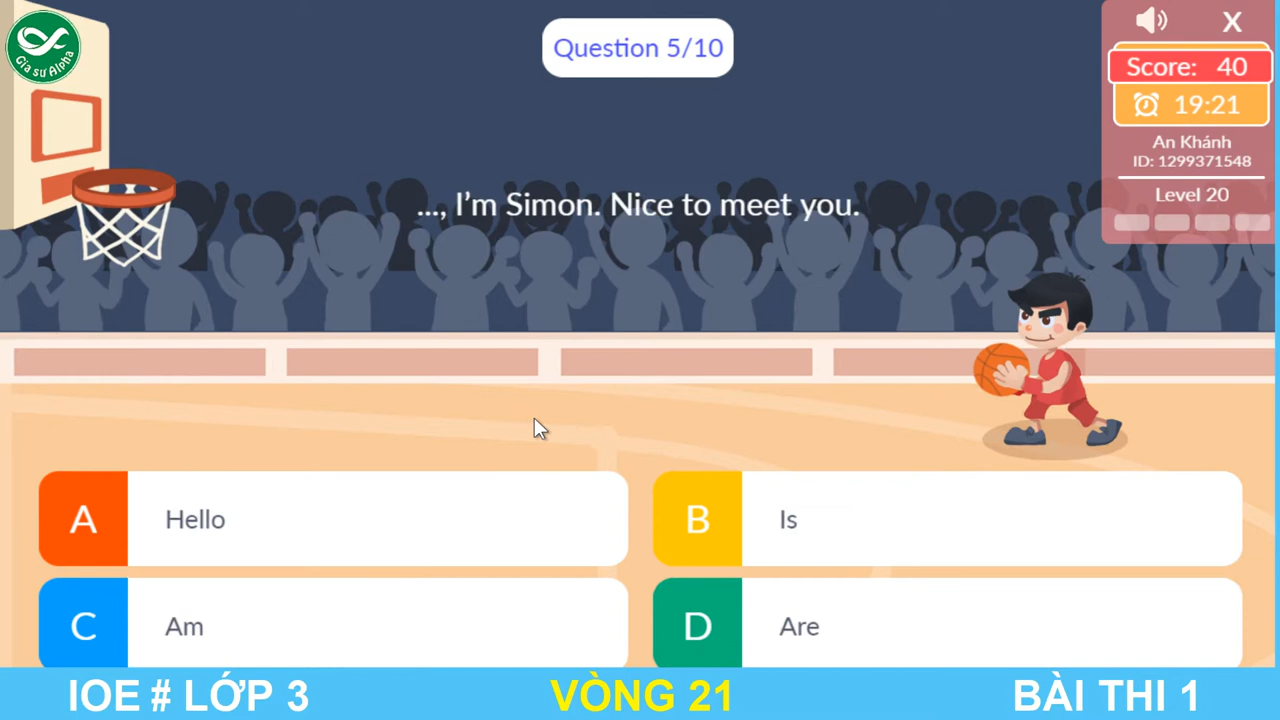 Gia sư Alpha
Question 5/10
X
Score: 40
19:21
An Khánh
ID: 1299371548
Level 20
..., I'm Simon. Nice to meet you.
A Hello
B Is
C Am
D Are
IOE # LỚP 3
VÒNG 21
BÀI THI 1